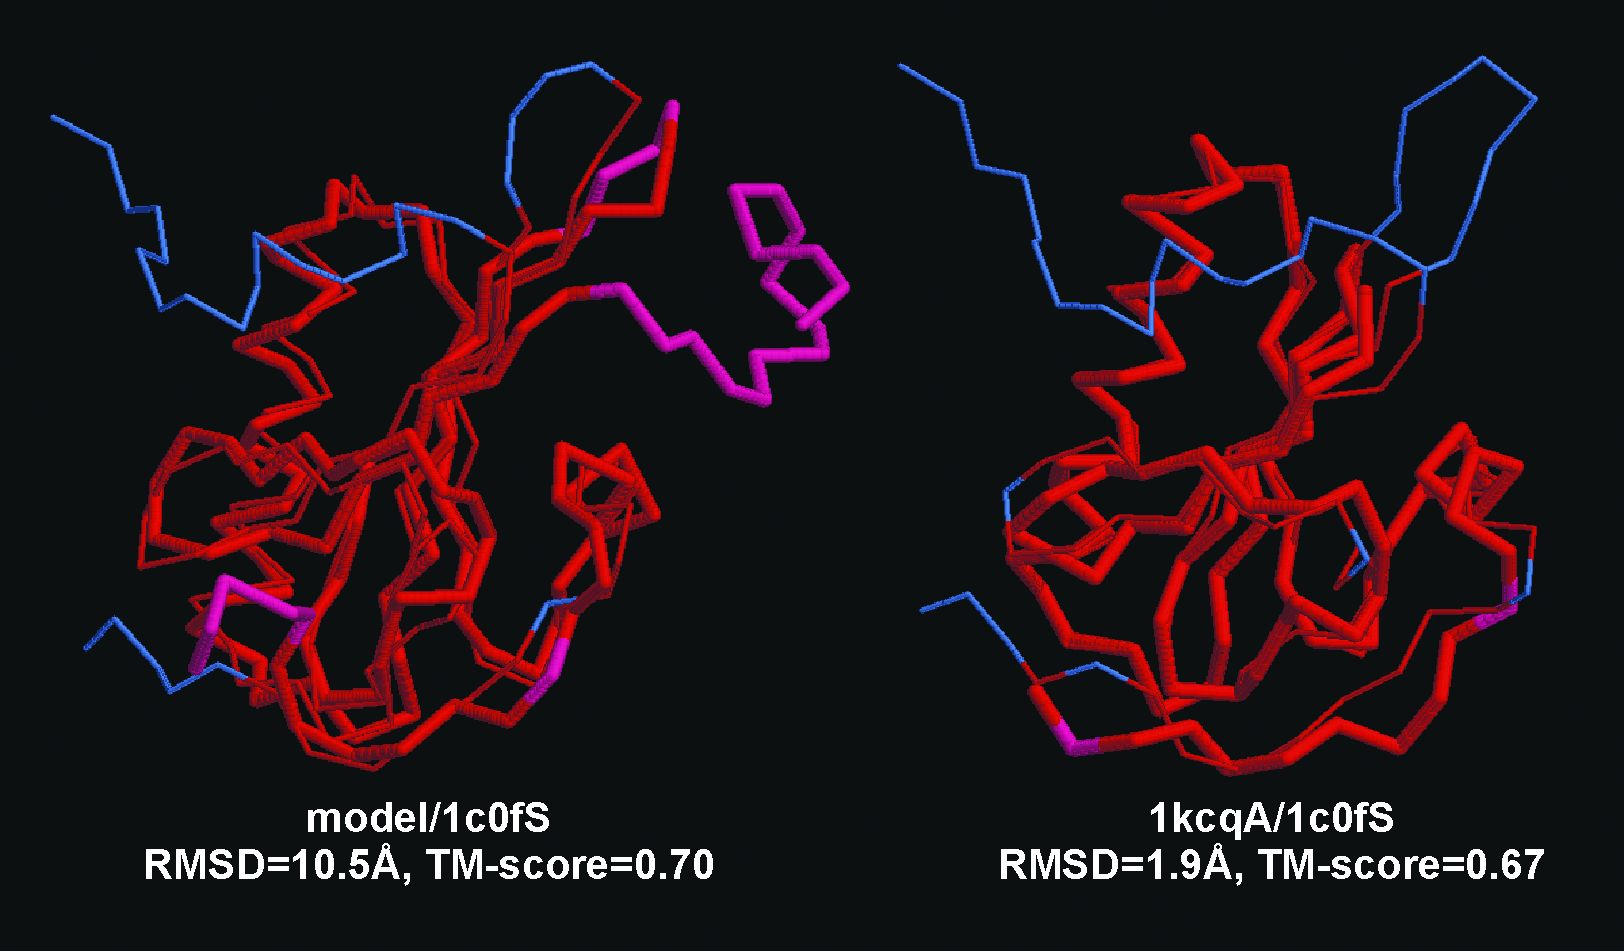 model/1c0fS
RMSD=10.5Å, TM-score=0.70
1kcqA/1c0fS
RMSD=1.9Å, TM-score=0.67